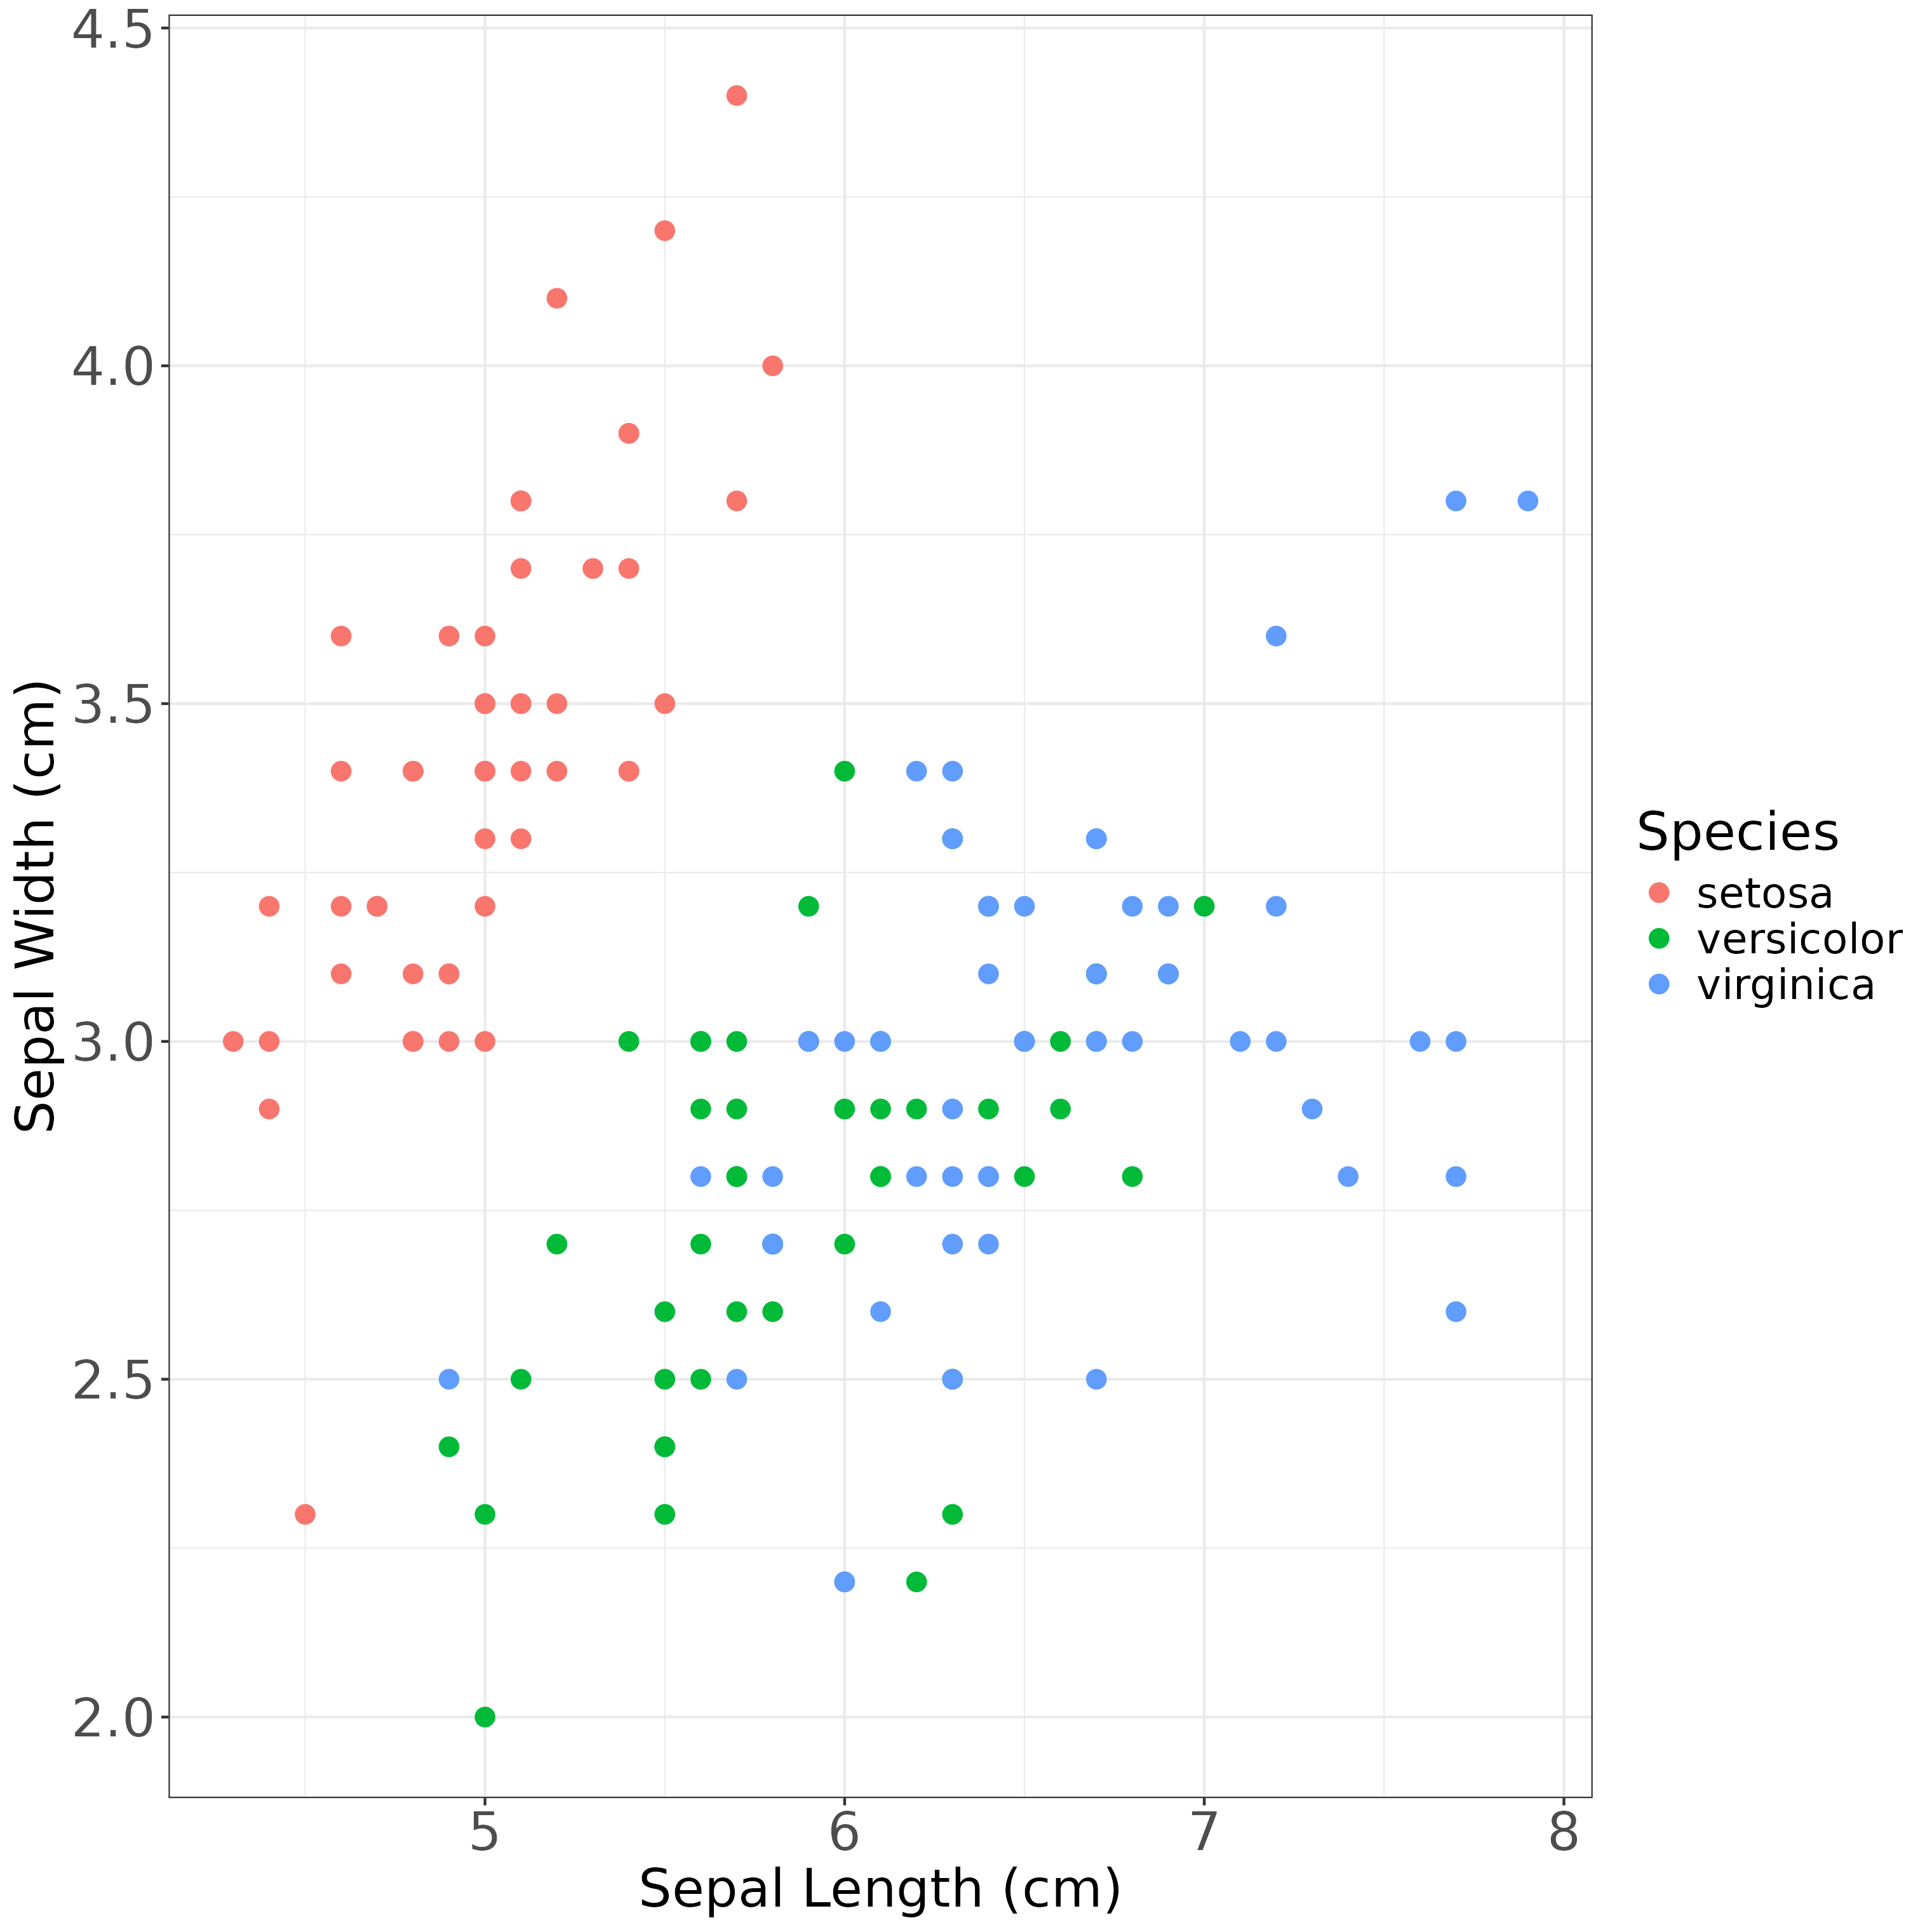 4.5
4.0
3.5
3.0
2.5
2.0
Sepal Width (cm)
5 6 7 8
Sepal Length (cm)
Species
setosa
versicolor
virginica